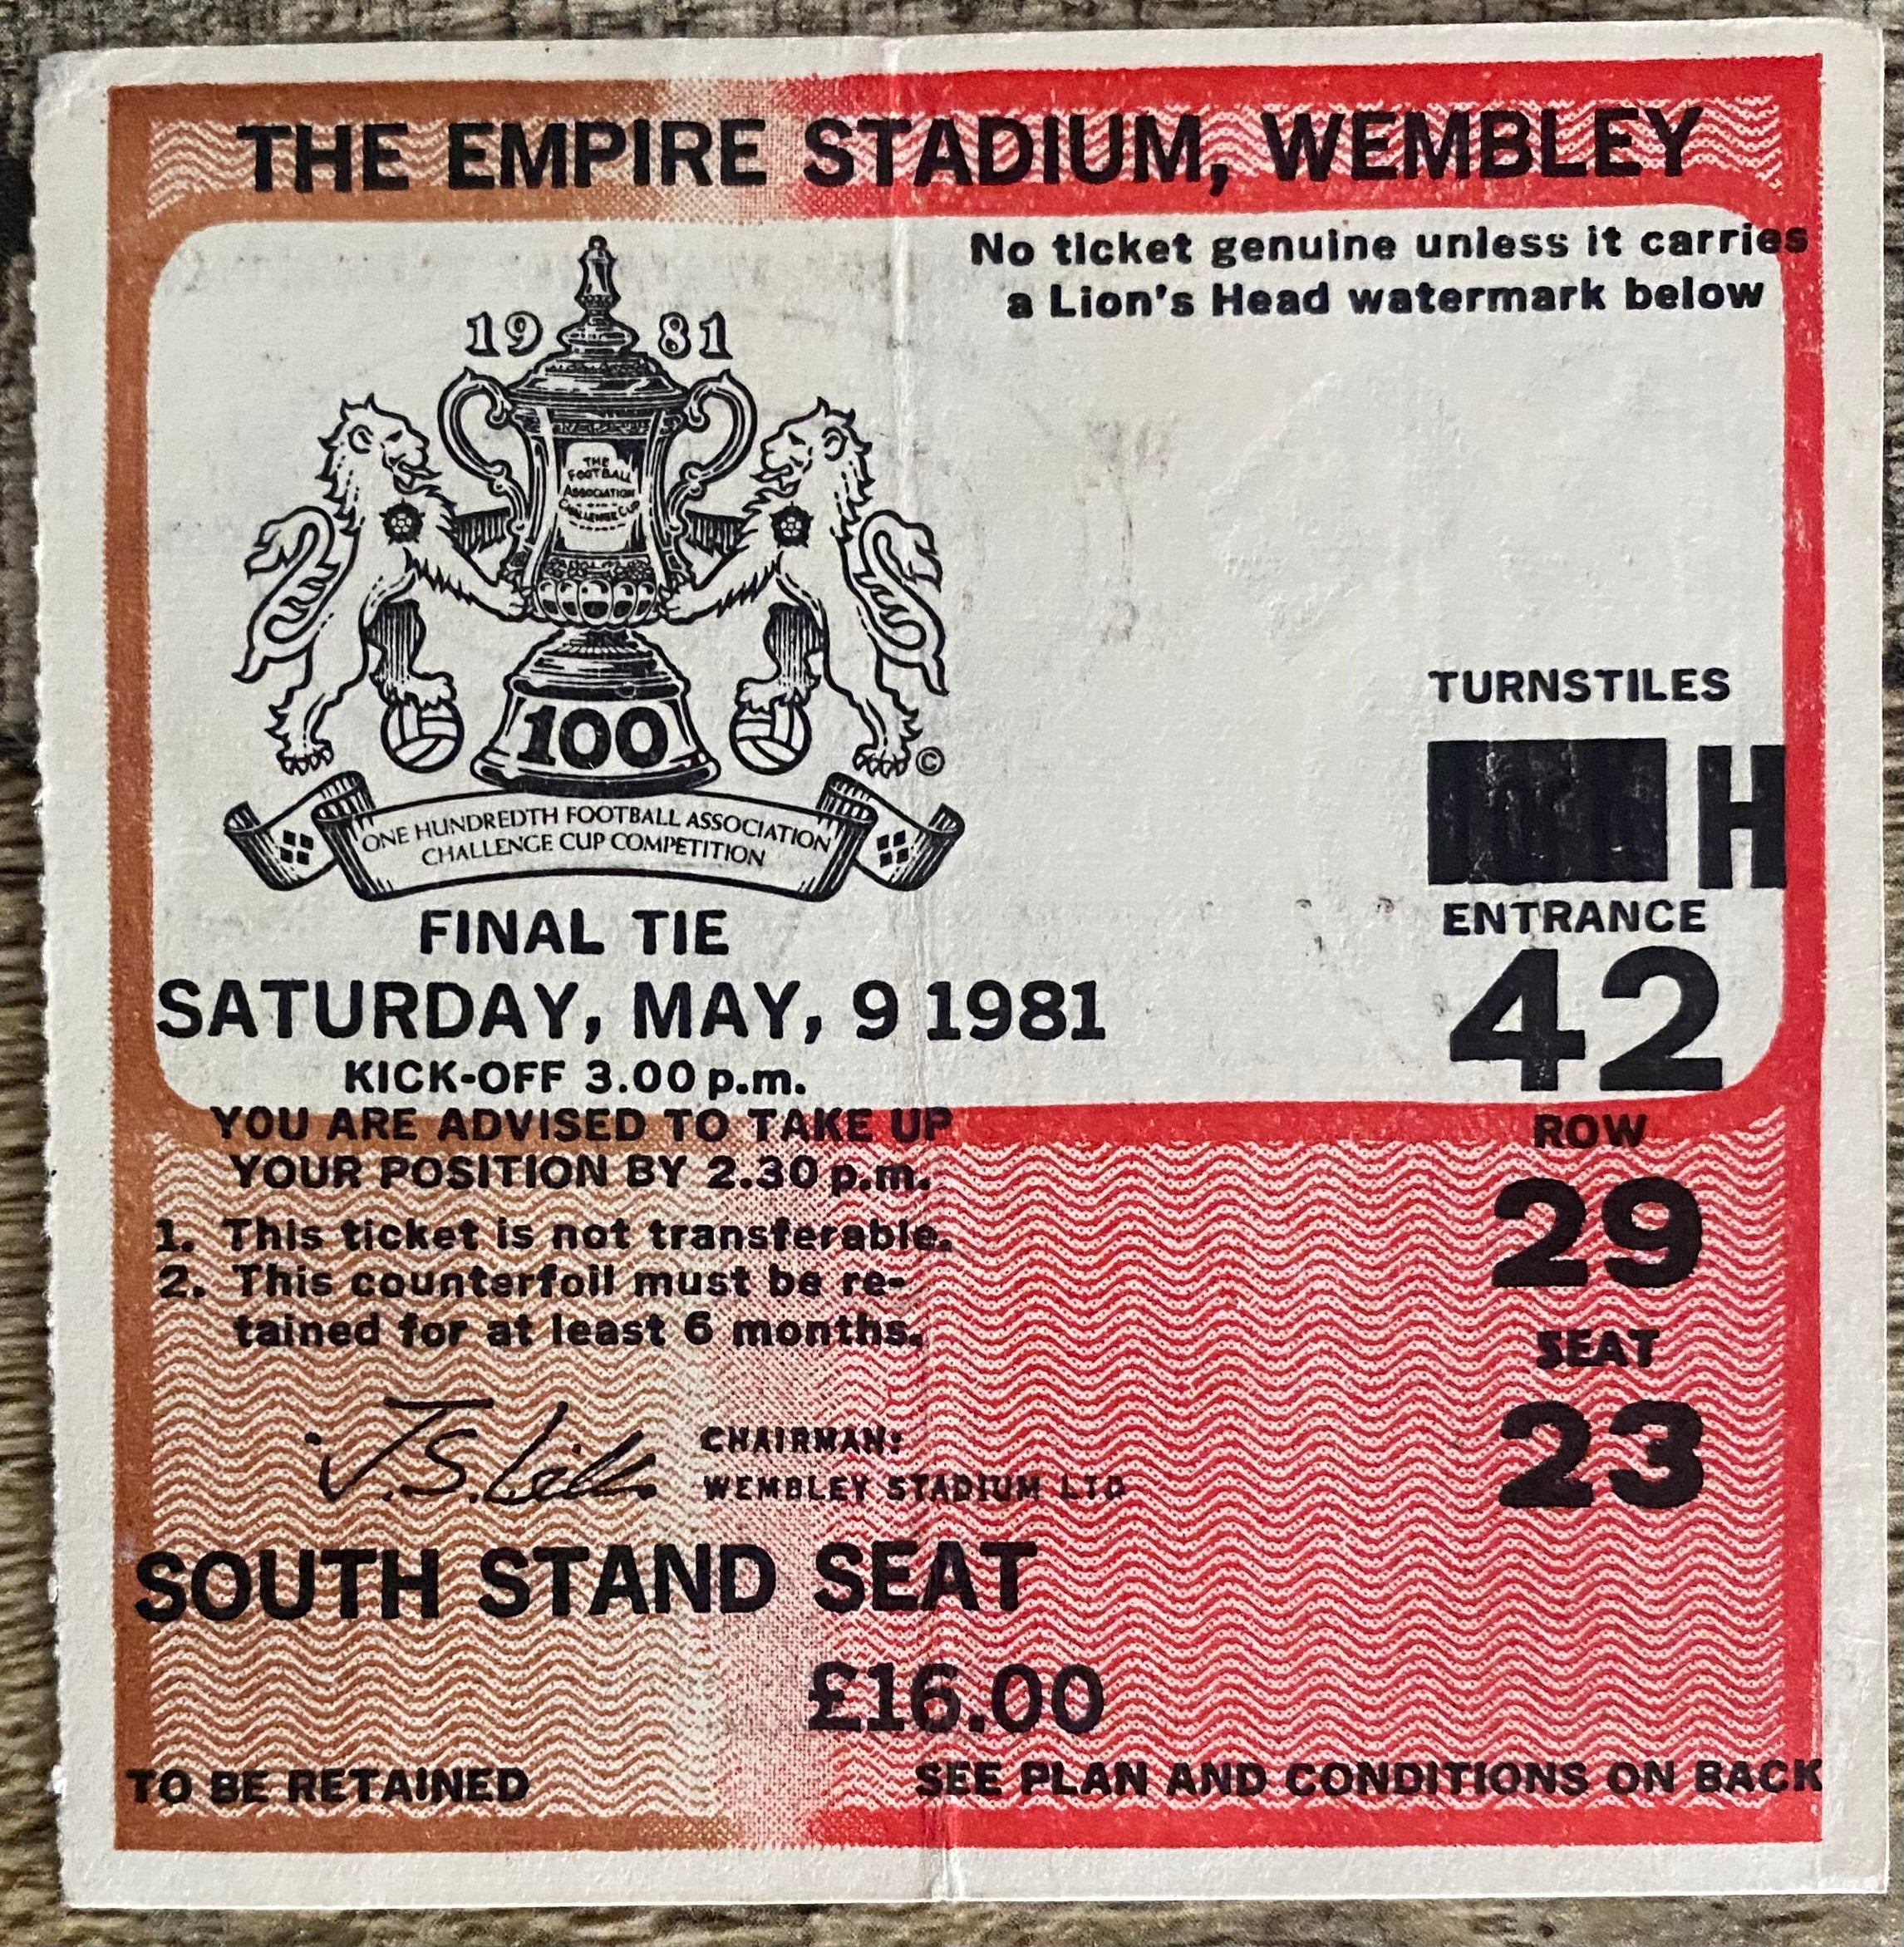 THE EMPIRE STADIUM, WEMBLEY
No ticket genuine unless it carries
a Lion's Head watermark below
19 81
THE
FOOTBALL
ASSOCIATION
CHALLENGE CUP
100
©
ONE HUNDREDTH FOOTBALL ASSOCIATION
CHALLENGE CUP COMPETITION
FINAL TIE
SATURDAY, MAY, 9 1981
KICK-OFF 3.00 p.m.
YOU ARE ADVISED TO TAKE UP
YOUR POSITION BY 2.30 p.m.
1. This ticket is not transferable.
2. This counterfoil must be re-
tained for at least 6 months.
CHAIRMAN:
WEMBLEY STADIUM LTD
SOUTH STAND SEAT
£16.00
TO BE RETAINED
TURNSTILES
H
ENTRANCE
42
ROW
29
SEAT
23
SEE PLAN AND CONDITIONS ON BACK